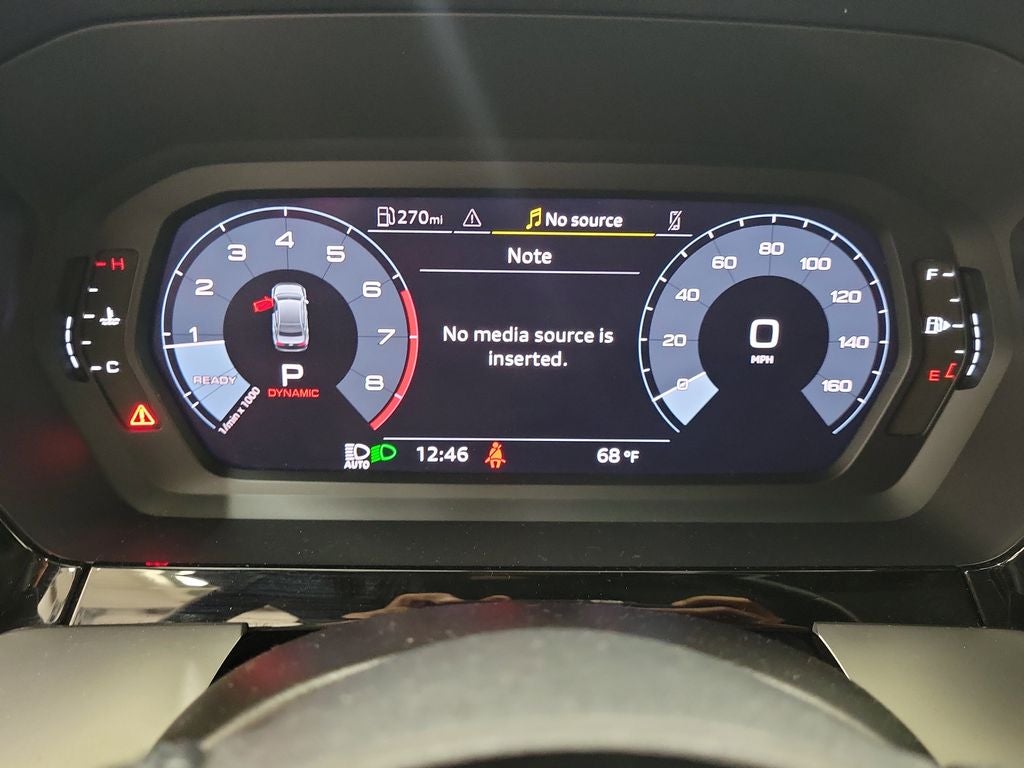 270mi
No source
Note
No media source is
inserted.
H
C
1
2
3
4
5
6
7
8
READY
1/min x 1000
P
DYNAMIC
0
20
40
60
80
100
120
140
160
0
MPH
F
E
AUTO
12:46
68 °F